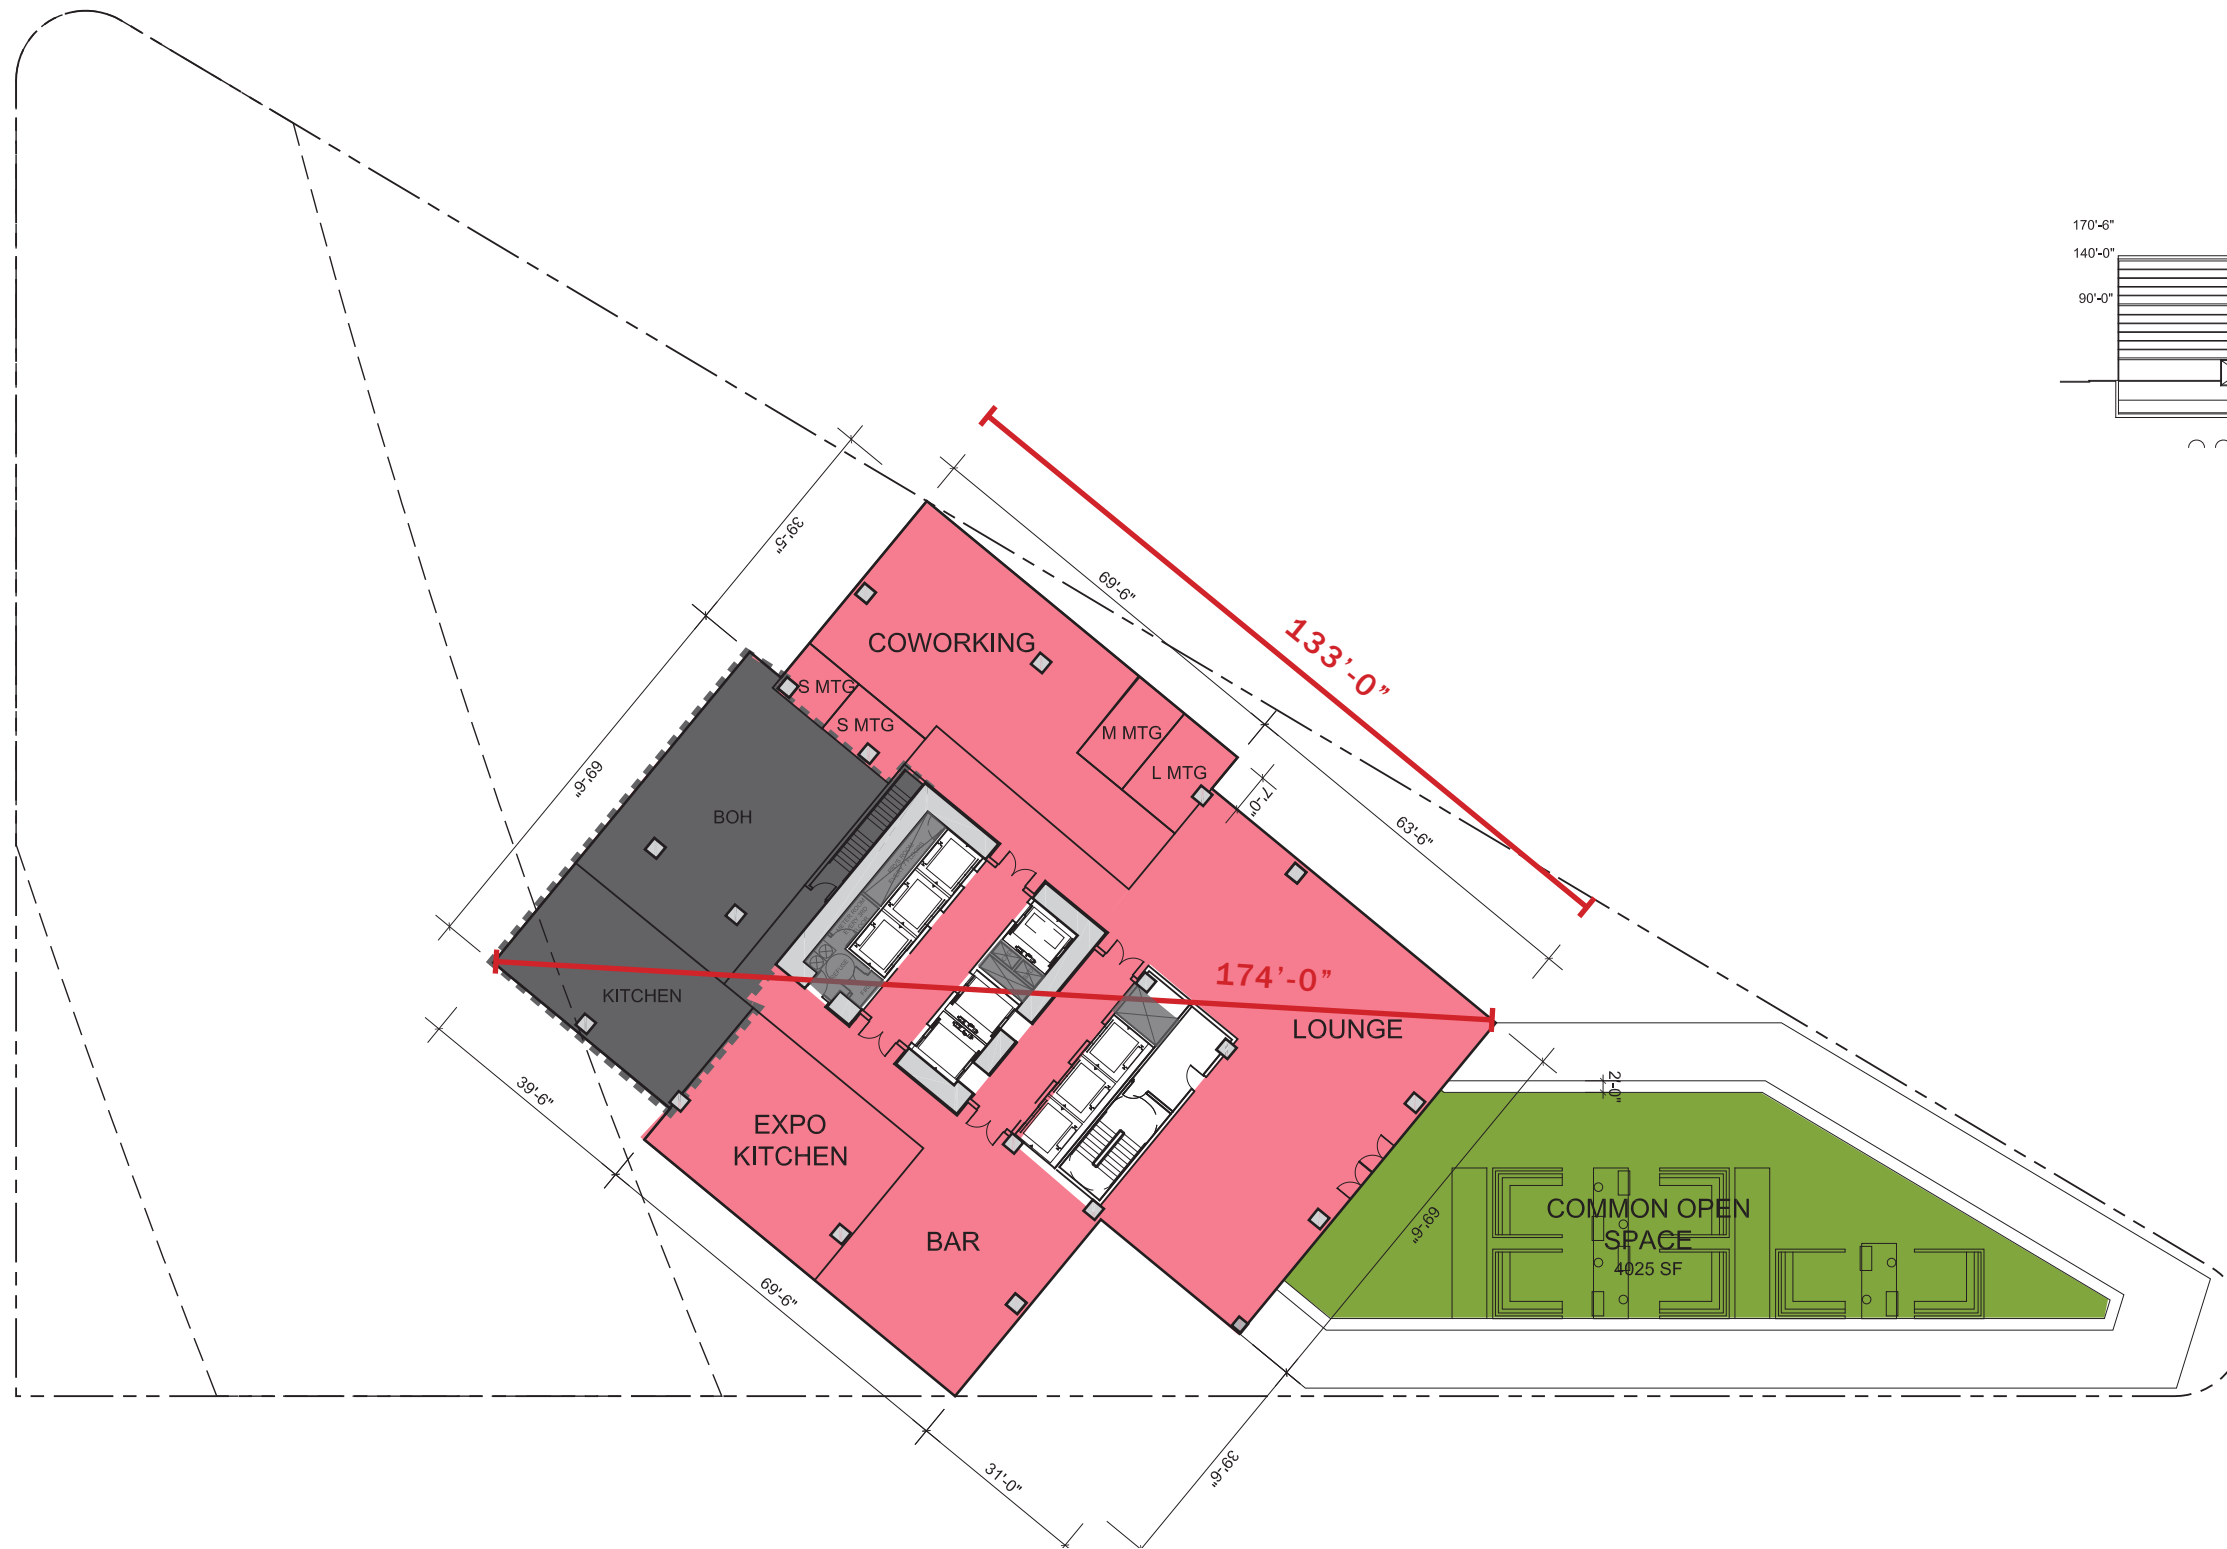 170'-6"
140'-0"
90'-0"
39'-5"
69'-6"
133'-0"
COWORKING
S MTG
S MTG
M MTG
L MTG
7'-0"
63'-6"
69'-6"
BOH
174'-0"
KITCHEN
LOUNGE
39'-6"
2'-0"
EXPO
KITCHEN
BAR
COMMON OPEN
SPACE
4025 SF
69'-6"
69'-6"
31'-0"
39'-6"